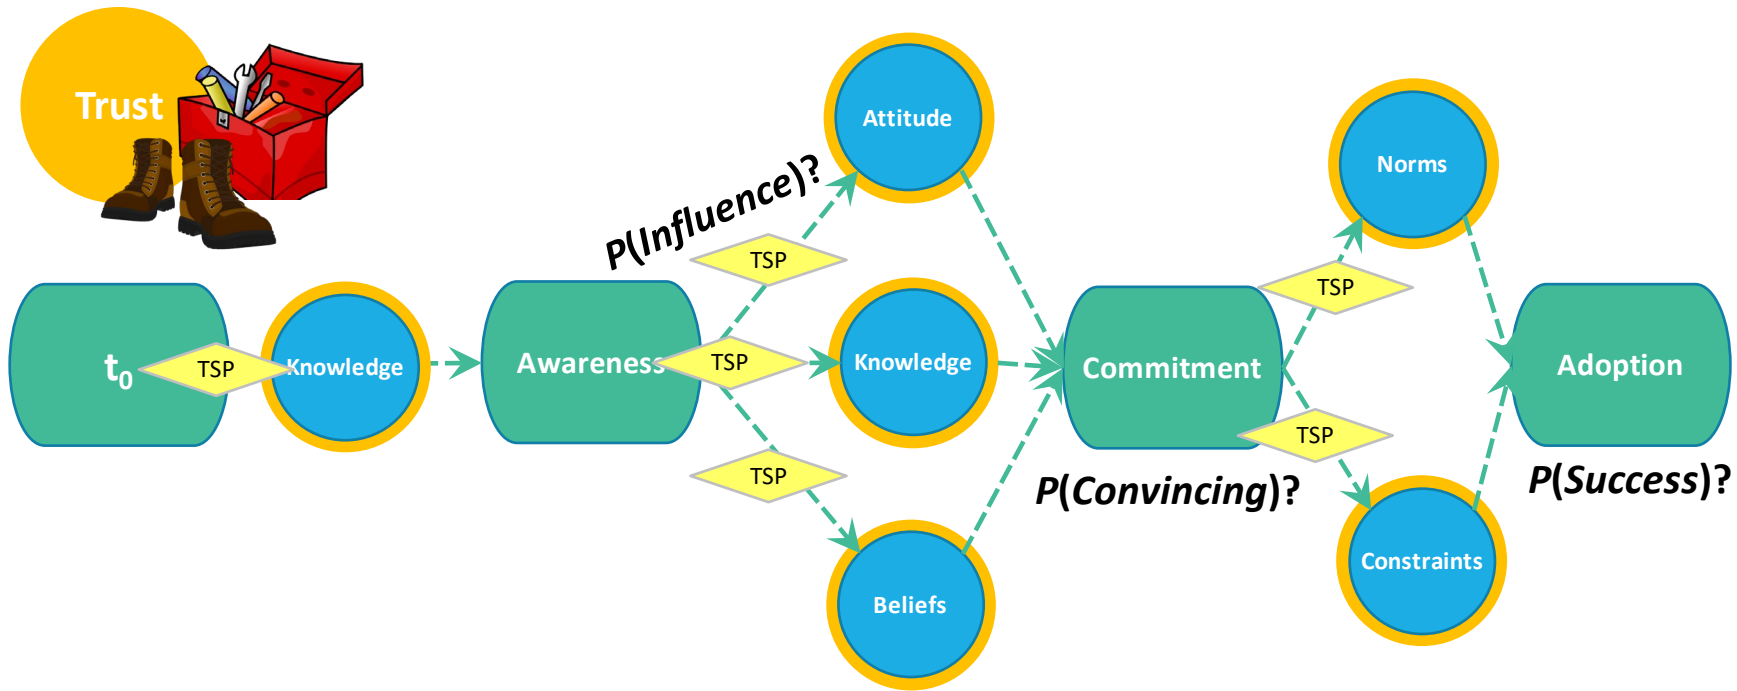 Trust
Attitude
Norms
P(Influence)?
TSP
TSP
t₀
TSP
Knowledge
Awareness
TSP
Knowledge
Commitment
Adoption
TSP
TSP
P(Convincing)?
P(Success)?
Constraints
Beliefs